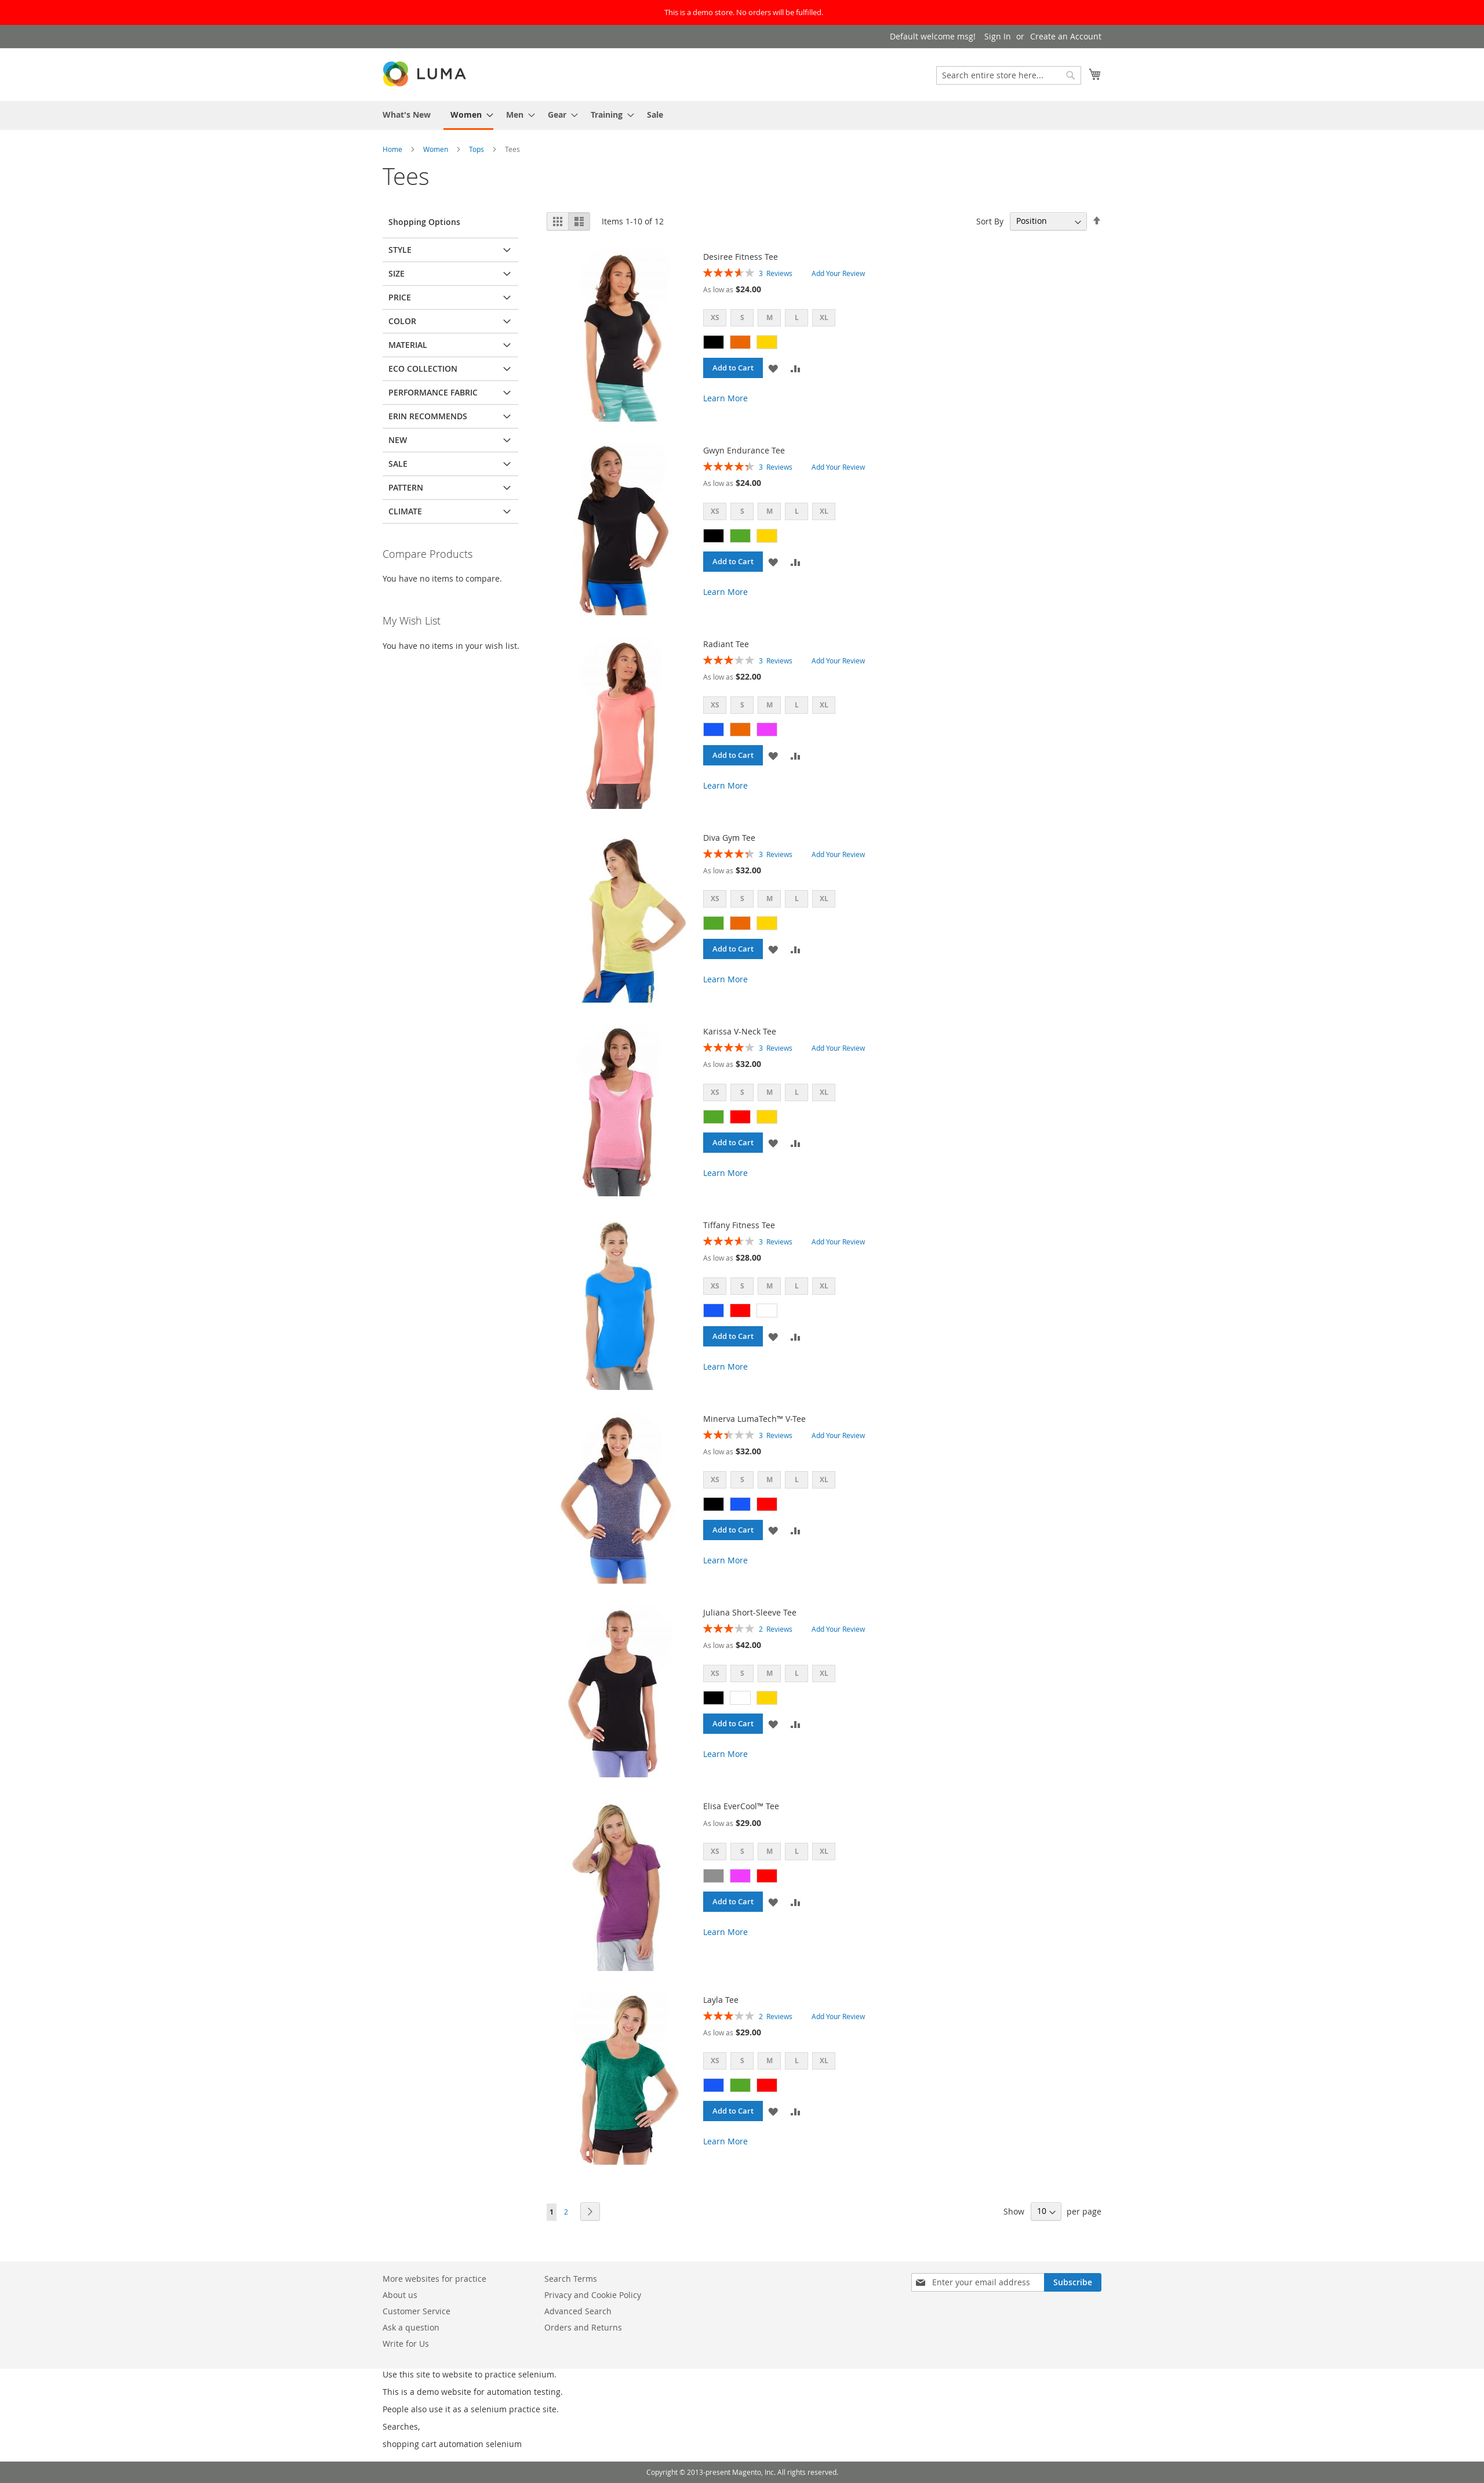 This is a demo store. No orders will be fulfilled.
Default welcome msg! Sign In or Create an Account
LUMA
Search entire store here...
What's New Women Men Gear Training Sale
Home Women Tops Tees
Tees
Shopping Options
STYLE
SIZE
PRICE
COLOR
MATERIAL
ECO COLLECTION
PERFORMANCE FABRIC
ERIN RECOMMENDS
NEW
SALE
PATTERN
CLIMATE
Compare Products
You have no items to compare.
My Wish List
You have no items in your wish list.
Items 1-10 of 12
Sort By Position
Desiree Fitness Tee
3 Reviews Add Your Review
As low as $24.00
XS S M L XL
Add to Cart
Learn More
Gwyn Endurance Tee
3 Reviews Add Your Review
As low as $24.00
XS S M L XL
Add to Cart
Learn More
Radiant Tee
3 Reviews Add Your Review
As low as $22.00
XS S M L XL
Add to Cart
Learn More
Diva Gym Tee
3 Reviews Add Your Review
As low as $32.00
XS S M L XL
Add to Cart
Learn More
Karissa V-Neck Tee
3 Reviews Add Your Review
As low as $32.00
XS S M L XL
Add to Cart
Learn More
Tiffany Fitness Tee
3 Reviews Add Your Review
As low as $28.00
XS S M L XL
Add to Cart
Learn More
Minerva LumaTech™ V-Tee
3 Reviews Add Your Review
As low as $32.00
XS S M L XL
Add to Cart
Learn More
Juliana Short-Sleeve Tee
2 Reviews Add Your Review
As low as $42.00
XS S M L XL
Add to Cart
Learn More
Elisa EverCool™ Tee
As low as $29.00
XS S M L XL
Add to Cart
Learn More
Layla Tee
2 Reviews Add Your Review
As low as $29.00
XS S M L XL
Add to Cart
Learn More
1 2
Show 10 per page
More websites for practice
About us
Customer Service
Ask a question
Write for Us
Search Terms
Privacy and Cookie Policy
Advanced Search
Orders and Returns
Enter your email address Subscribe
Use this site to website to practice selenium.
This is a demo website for automation testing.
People also use it as a selenium practice site.
Searches,
shopping cart automation selenium
Copyright © 2013-present Magento, Inc. All rights reserved.